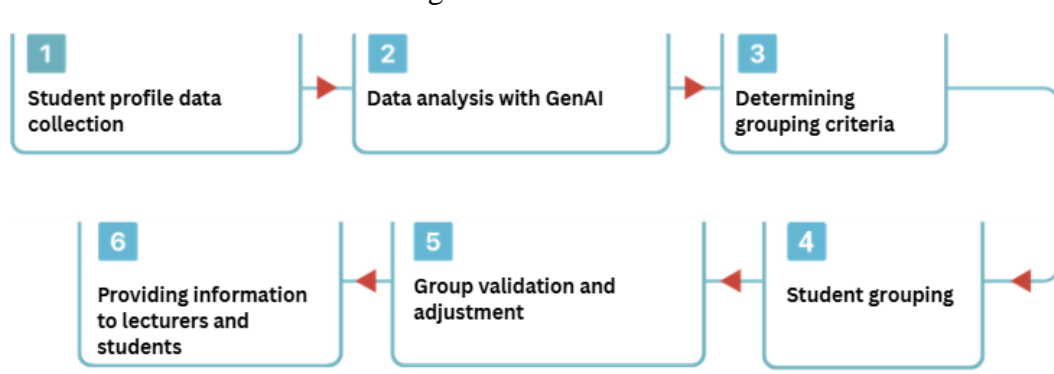 1
Student profile data
collection
2
Data analysis with GenAI
3
Determining
grouping criteria
4
Student grouping
5
Group validation and
adjustment
6
Providing information
to lecturers and
students